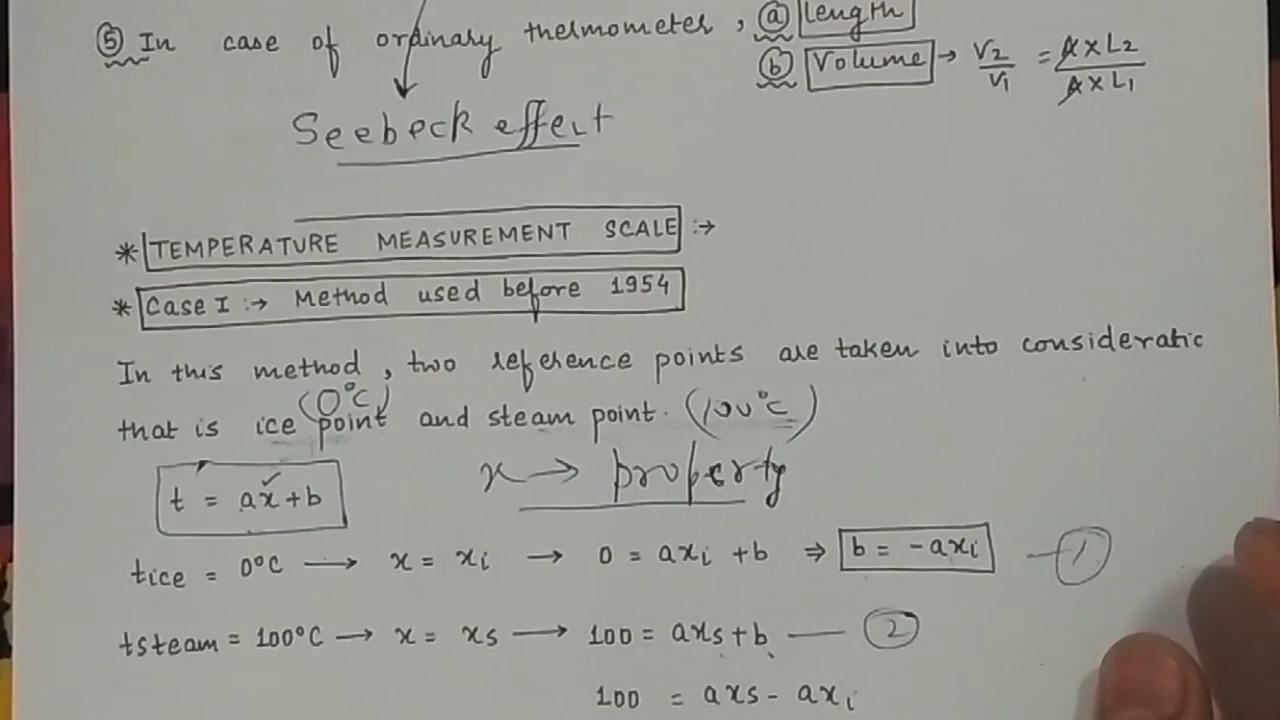 ⑤ In case of ordinary thermometer, ⓐ Length
ⓑ Volume → V2/V1 = A×L2/A×L1
Seebeck effect
* TEMPERATURE MEASUREMENT SCALE :→
* Case I :→ Method used before 1954
In this method, two reference points are taken into consideratio
that is ice point (0°C) and steam point. (100°C)
t = ax+b
x → property
tice = 0°C → x = xi → 0 = axi + b ⇒ b = -axi — ①
tsteam = 100°C → x = xs → 100 = axs+b — ②
100 = axs - axi